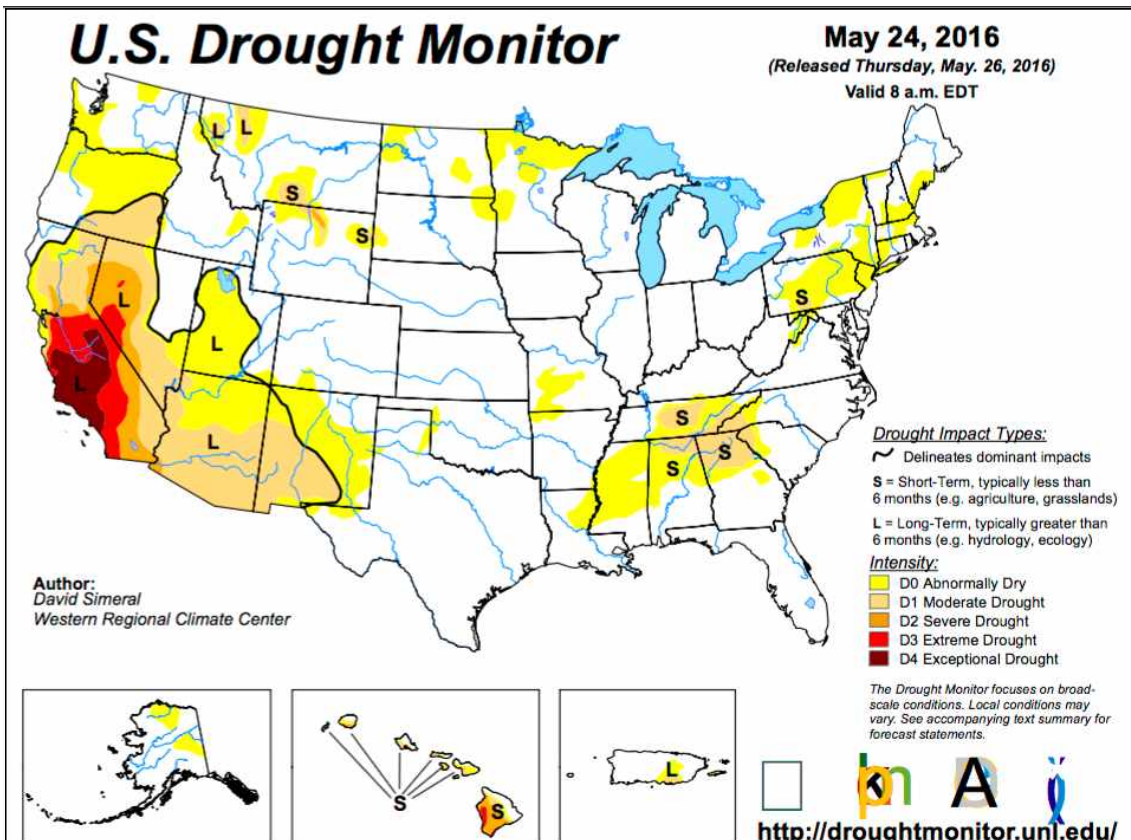 U.S. Drought Monitor
May 24, 2016
(Released Thursday, May. 26, 2016)
Valid 8 a.m. EDT
L
L
S
S
L
L
L
L
S
S
S
S
Drought Impact Types:
Delineates dominant impacts
S = Short-Term, typically less than
6 months (e.g. agriculture, grasslands)
L = Long-Term, typically greater than
6 months (e.g. hydrology, ecology)
Intensity:
D0 Abnormally Dry
D1 Moderate Drought
D2 Severe Drought
D3 Extreme Drought
D4 Exceptional Drought
Author:
David Simeral
Western Regional Climate Center
The Drought Monitor focuses on broad-
scale conditions. Local conditions may
vary. See accompanying text summary for
forecast statements.
S
S
L
http://droughtmonitor.unl.edu/